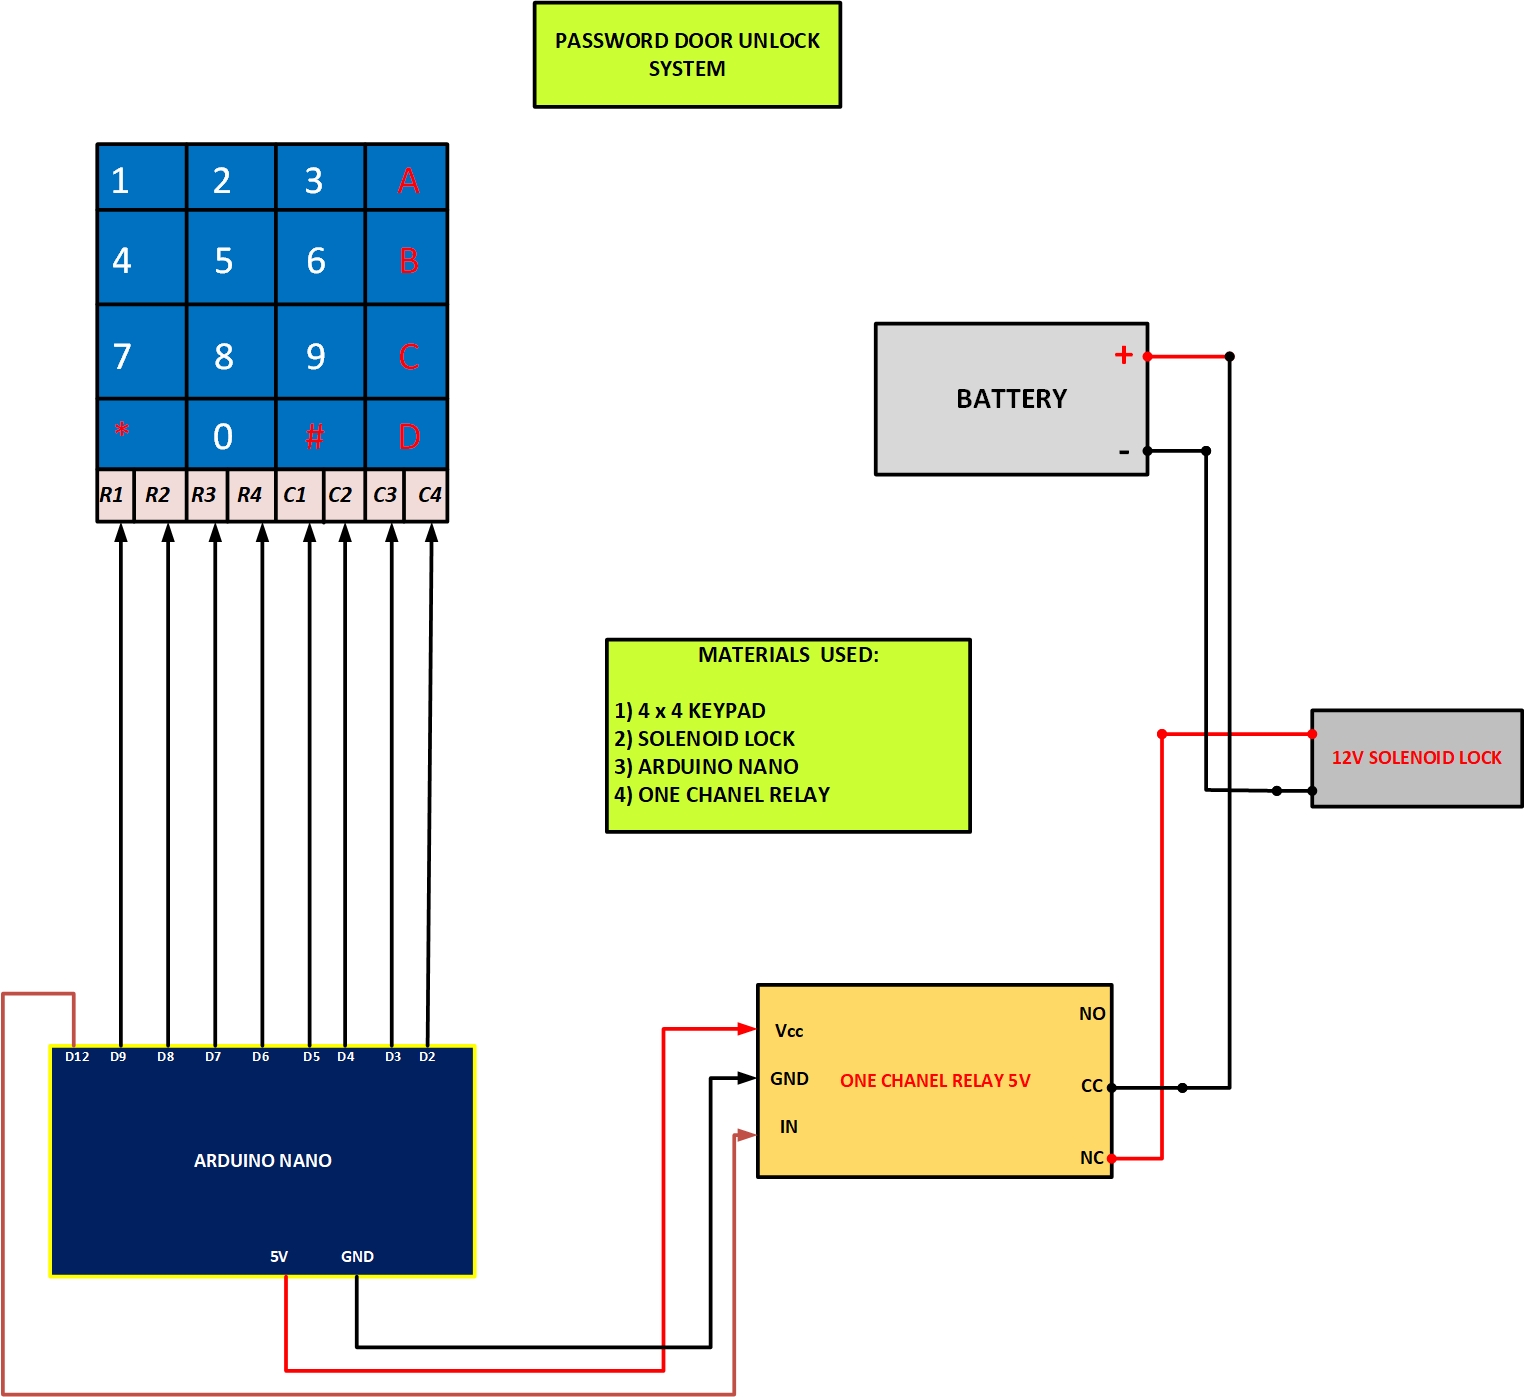 PASSWORD DOOR UNLOCK
SYSTEM
1 2 3 A
4 5 6 B
7 8 9 C
* 0 # D
R1 R2 R3 R4 C1 C2 C3 C4
+
BATTERY
-
MATERIALS USED:
1) 4 x 4 KEYPAD
2) SOLENOID LOCK
3) ARDUINO NANO
4) ONE CHANEL RELAY
12V SOLENOID LOCK
D12 D9 D8 D7 D6 D5 D4 D3 D2
ARDUINO NANO
5V GND
NO
Vcc
GND
ONE CHANEL RELAY 5V
CC
IN
NC